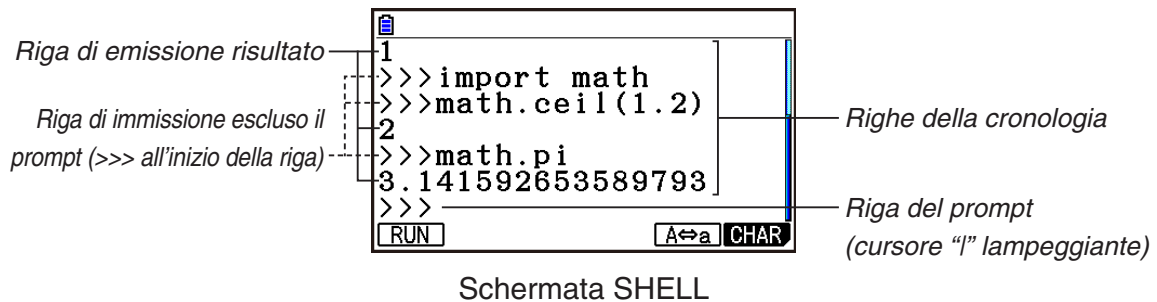 Riga di emissione risultato
Riga di immissione escluso il
prompt (>>> all'inizio della riga)
1
>>>import math
>>>math.ceil(1.2)
2
>>>math.pi
3.141592653589793
>>>
RUN
A⇔a
CHAR
Righe della cronologia
Riga del prompt
(cursore “|” lampeggiante)
Schermata SHELL